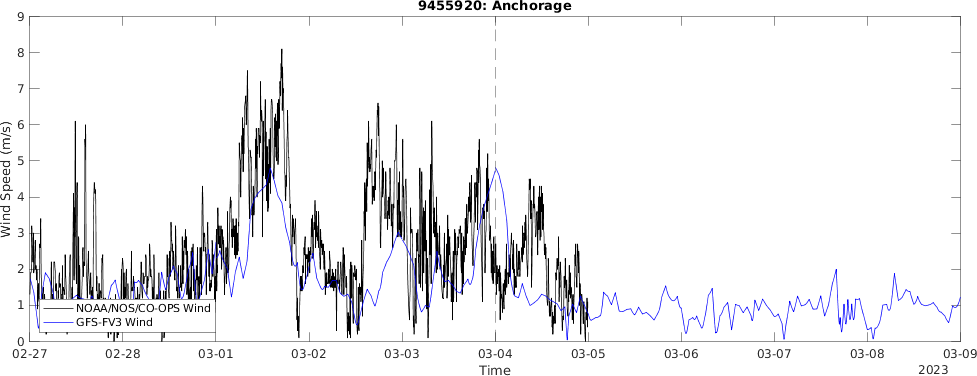 9455920: Anchorage
Wind Speed (m/s)
9
8
7
6
5
4
3
2
1
0
NOAA/NOS/CO-OPS Wind
GFS-FV3 Wind
02-27 02-28 03-01 03-02 03-03 03-04 03-05 03-06 03-07 03-08 03-09
Time
2023